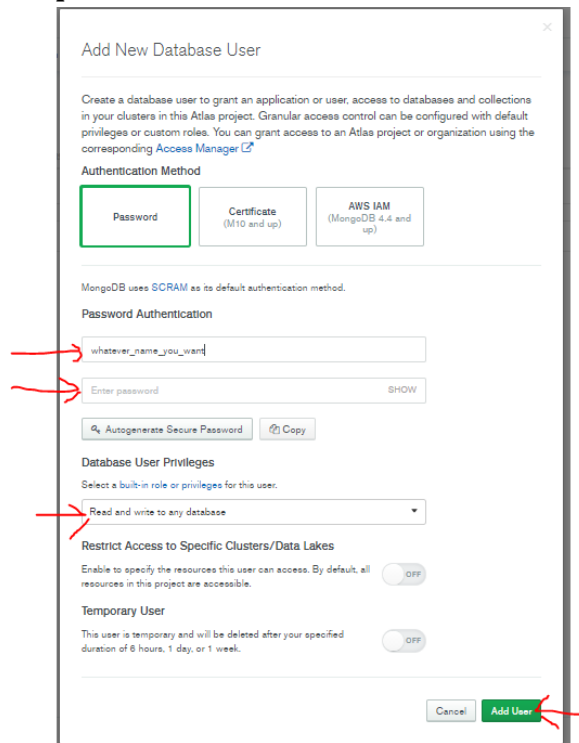 Add New Database User
Create a database user to grant an application or user, access to databases and collections
in your clusters in this Atlas project. Granular access control can be configured with default
privileges or custom roles. You can grant access to an Atlas project or organization using the
corresponding Access Manager
Authentication Method
Password
Certificate
(M10 and up)
AWS IAM
(MongoDB 4.4 and
up)
MongoDB uses SCRAM as its default authentication method.
Password Authentication
whatever_name_you_want
Enter password SHOW
Autogenerate Secure Password Copy
Database User Privileges
Select a built-in role or privileges for this user.
Read and write to any database
Restrict Access to Specific Clusters/Data Lakes
Enable to specify the resources this user can access. By default, all
resources in this project are accessible.
OFF
Temporary User
This user is temporary and will be deleted after your specified
duration of 6 hours, 1 day, or 1 week.
OFF
Cancel Add User